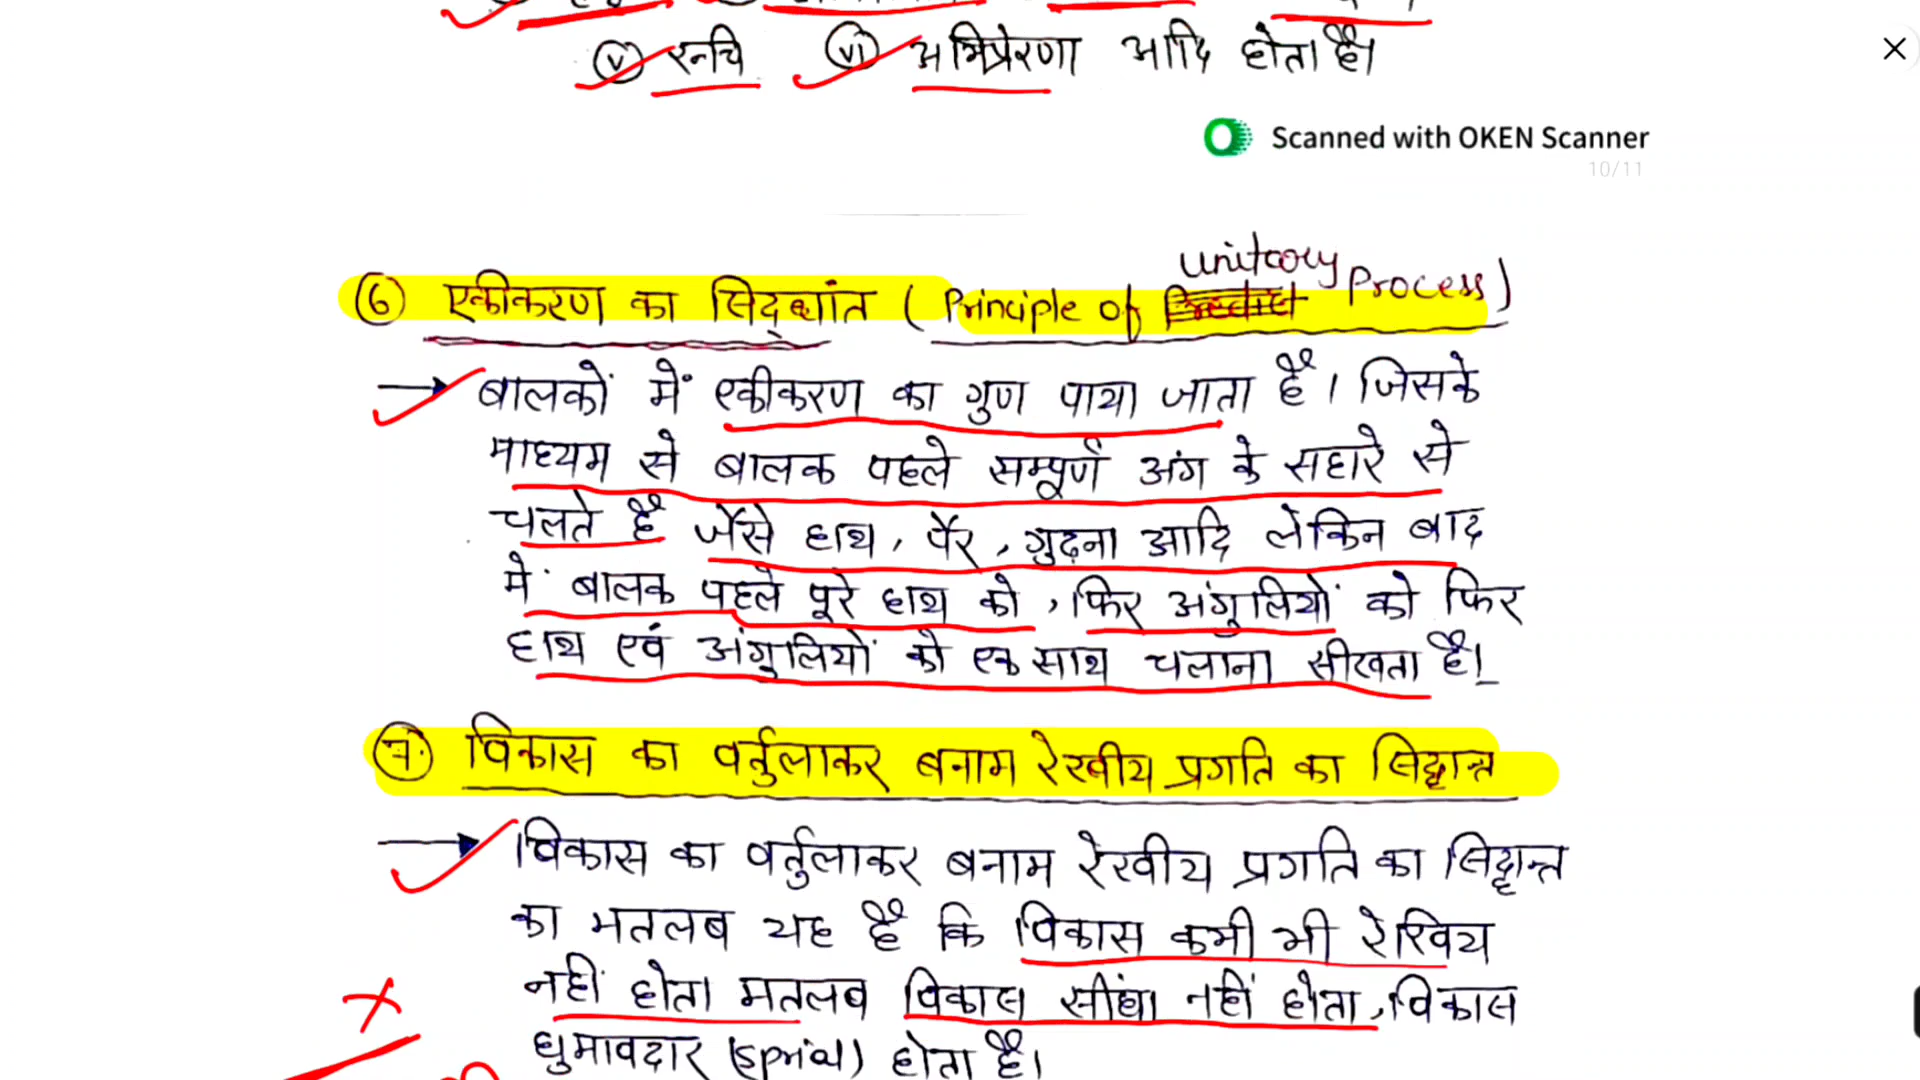 (v) रूचि (vi) अभिप्रेरणा आदि होता है।
Scanned with OKEN Scanner
10/11
(6) एकीकरण का सिद्धांत (Principle of unitary Process)
→ बालकों में एकीकरण का गुण पाया जाता है। जिसके
माध्यम से बालक पहले सम्पूर्ण अंग के सहारे से
चलते है जैसे हाथ, पैर, गुढ़ना आदि लेकिन बाद
में बालक पहले पूरे हाथ को, फिर अंगुलियों को फिर
हाथ एवं अंगुलियों को एक साथ चलाना सीखता है।
(7) विकास का वर्तुलाकर बनाम रेखीय प्रगति का सिद्धान्त
→ विकास का वर्तुलाकर बनाम रेखीय प्रगति का सिद्धान्त
का मतलब यह है कि विकास कभी भी रेखिय
नहीं होता मतलब विकास सीधा नहीं होता, विकास
घुमावदार (sprial) होता है।